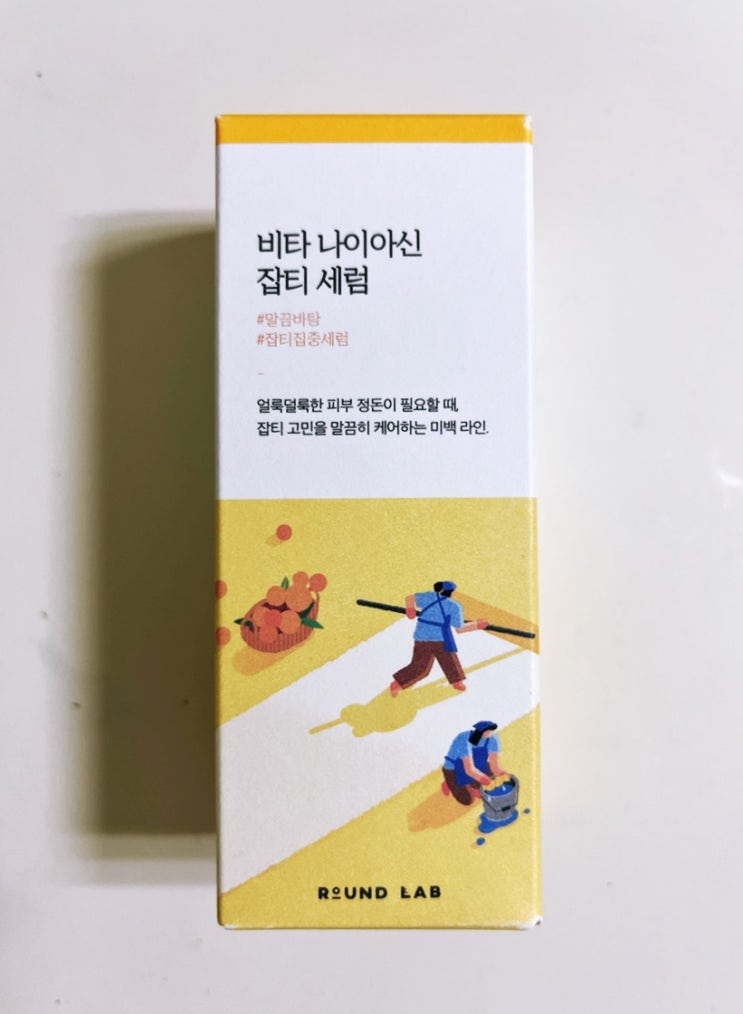 비타 나이아신
잡티 세럼
#말끔바탕
#잡티집중세럼
얼룩덜룩한 피부 정돈이 필요할 때,
잡티 고민을 말끔히 케어하는 미백 라인.
ROUND LAB